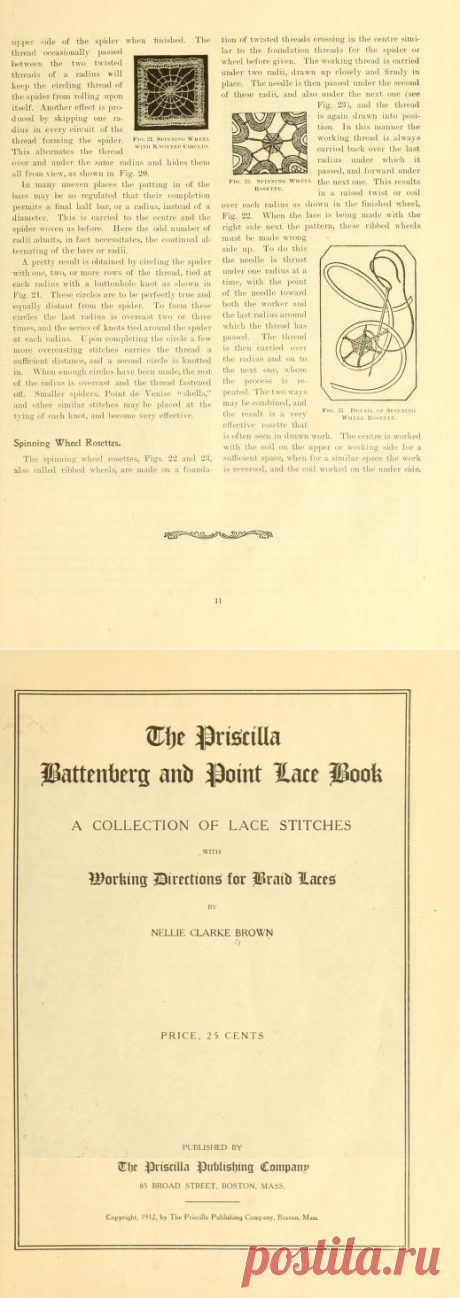 upper side of the spider when finished. The
thread occasionally passed
between the two twisted
threads of a radius will
keep the circling thread of
the spider from rolling upon
itself. Another effect is pro-
duced by skipping one ra-
dius in every circuit of the
thread forming the spider.
This alternates the thread
over and under the same radius and hides them
all from view, as shown in Fig. 20.
In many uneven places the putting in of the
bars may be so regulated that their completion
permits a final half bar, or a radius, instead of a
diameter. This is carried to the centre and the
spider woven as before. Here the odd number of
radii admits, in fact necessitates, the continual al-
ternating of the bars or radii.
A pretty result is obtained by circling the spider
with one, two, or more rows of the thread, tied at
each radius with a buttonhole knot as shown in
Fig. 21. These circles are to be perfectly true and
equally distant from the spider. To form these
circles the last radius is overcast two or three
times, and the series of knots tied around the spider
at each radius. Upon completing the circle a few
more overcasting stitches carries the thread a
sufficient distance, and a second circle is knotted
in. When enough circles have been made, the rest
of the radius is overcast and the thread fastened
off. Smaller spiders, Point de Venise "shells,"
and other similar stitches may be placed at the
tying of each knot, and become very effective.
Spinning Wheel Rosettes.
The spinning wheel rosettes, Figs. 22 and 23,
also called ribbed wheels, are made on a founda-
Fig. 21. Spinning Wheel
with Knotted Circles.
tion of twisted threads crossing in the centre simi-
lar to the foundation threads for the spider or
wheel before given. The working thread is carried
under two radii, drawn up closely and firmly in
place. The needle is then passed under the second
of these radii, and also under the next one (see
Fig. 23), and the thread
is again drawn into posi-
tion. In this manner the
working thread is always
carried back over the last
radius under which it
passed, and forward under
the next one. This results
in a raised twist or coil
Fig. 22. Spinning Wheel
Rosette.
over each radius as shown in the finished wheel,
Fig. 22. When the lace is being made with the
right side next the pattern, these ribbed wheels
must be made wrong
side up. To do this
the needle is thrust
under one radius at a
time, with the point
of the needle toward
both the worker and
the last radius around
which the thread has
passed. The thread
is then carried over
the radius and on to
the next one, where
the process is re-
peated. The two ways
may be combined, and
the result is a very
effective rosette that
Fig. 23. Detail of Spinning
Wheel Rosette.
is often seen in drawn work. The centre is worked
with the coil on the upper or working side for a
sufficient space, when for a similar space the work
is reversed, and the coil worked on the under side,
11
The Priscilla
Battenberg and Point Lace Book
A COLLECTION OF LACE STITCHES
WITH
Working Directions for Braid Laces
BY
NELLIE CLARKE BROWN
PRICE, 25 CENTS
PUBLISHED BY
The Priscilla Publishing Company
85 BROAD STREET, BOSTON, MASS.
Copyright, 1912, by The Priscilla Publishing Company, Boston, Mass.
postila.ru